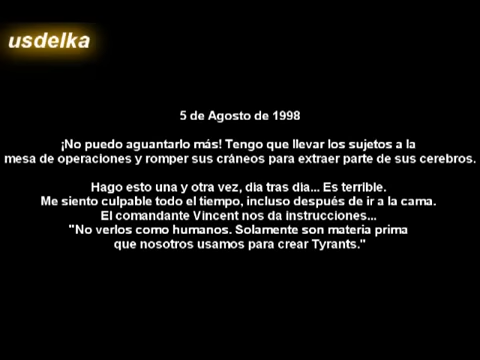 usdelka
5 de Agosto de 1998
¡No puedo aguantarlo más! Tengo que llevar los sujetos a la
mesa de operaciones y romper sus cráneos para extraer parte de sus cerebros.
Hago esto una y otra vez, dia tras dia... Es terrible.
Me siento culpable todo el tiempo, incluso después de ir a la cama.
El comandante Vincent nos da instrucciones...
"No verlos como humanos. Solamente son materia prima
que nosotros usamos para crear Tyrants."